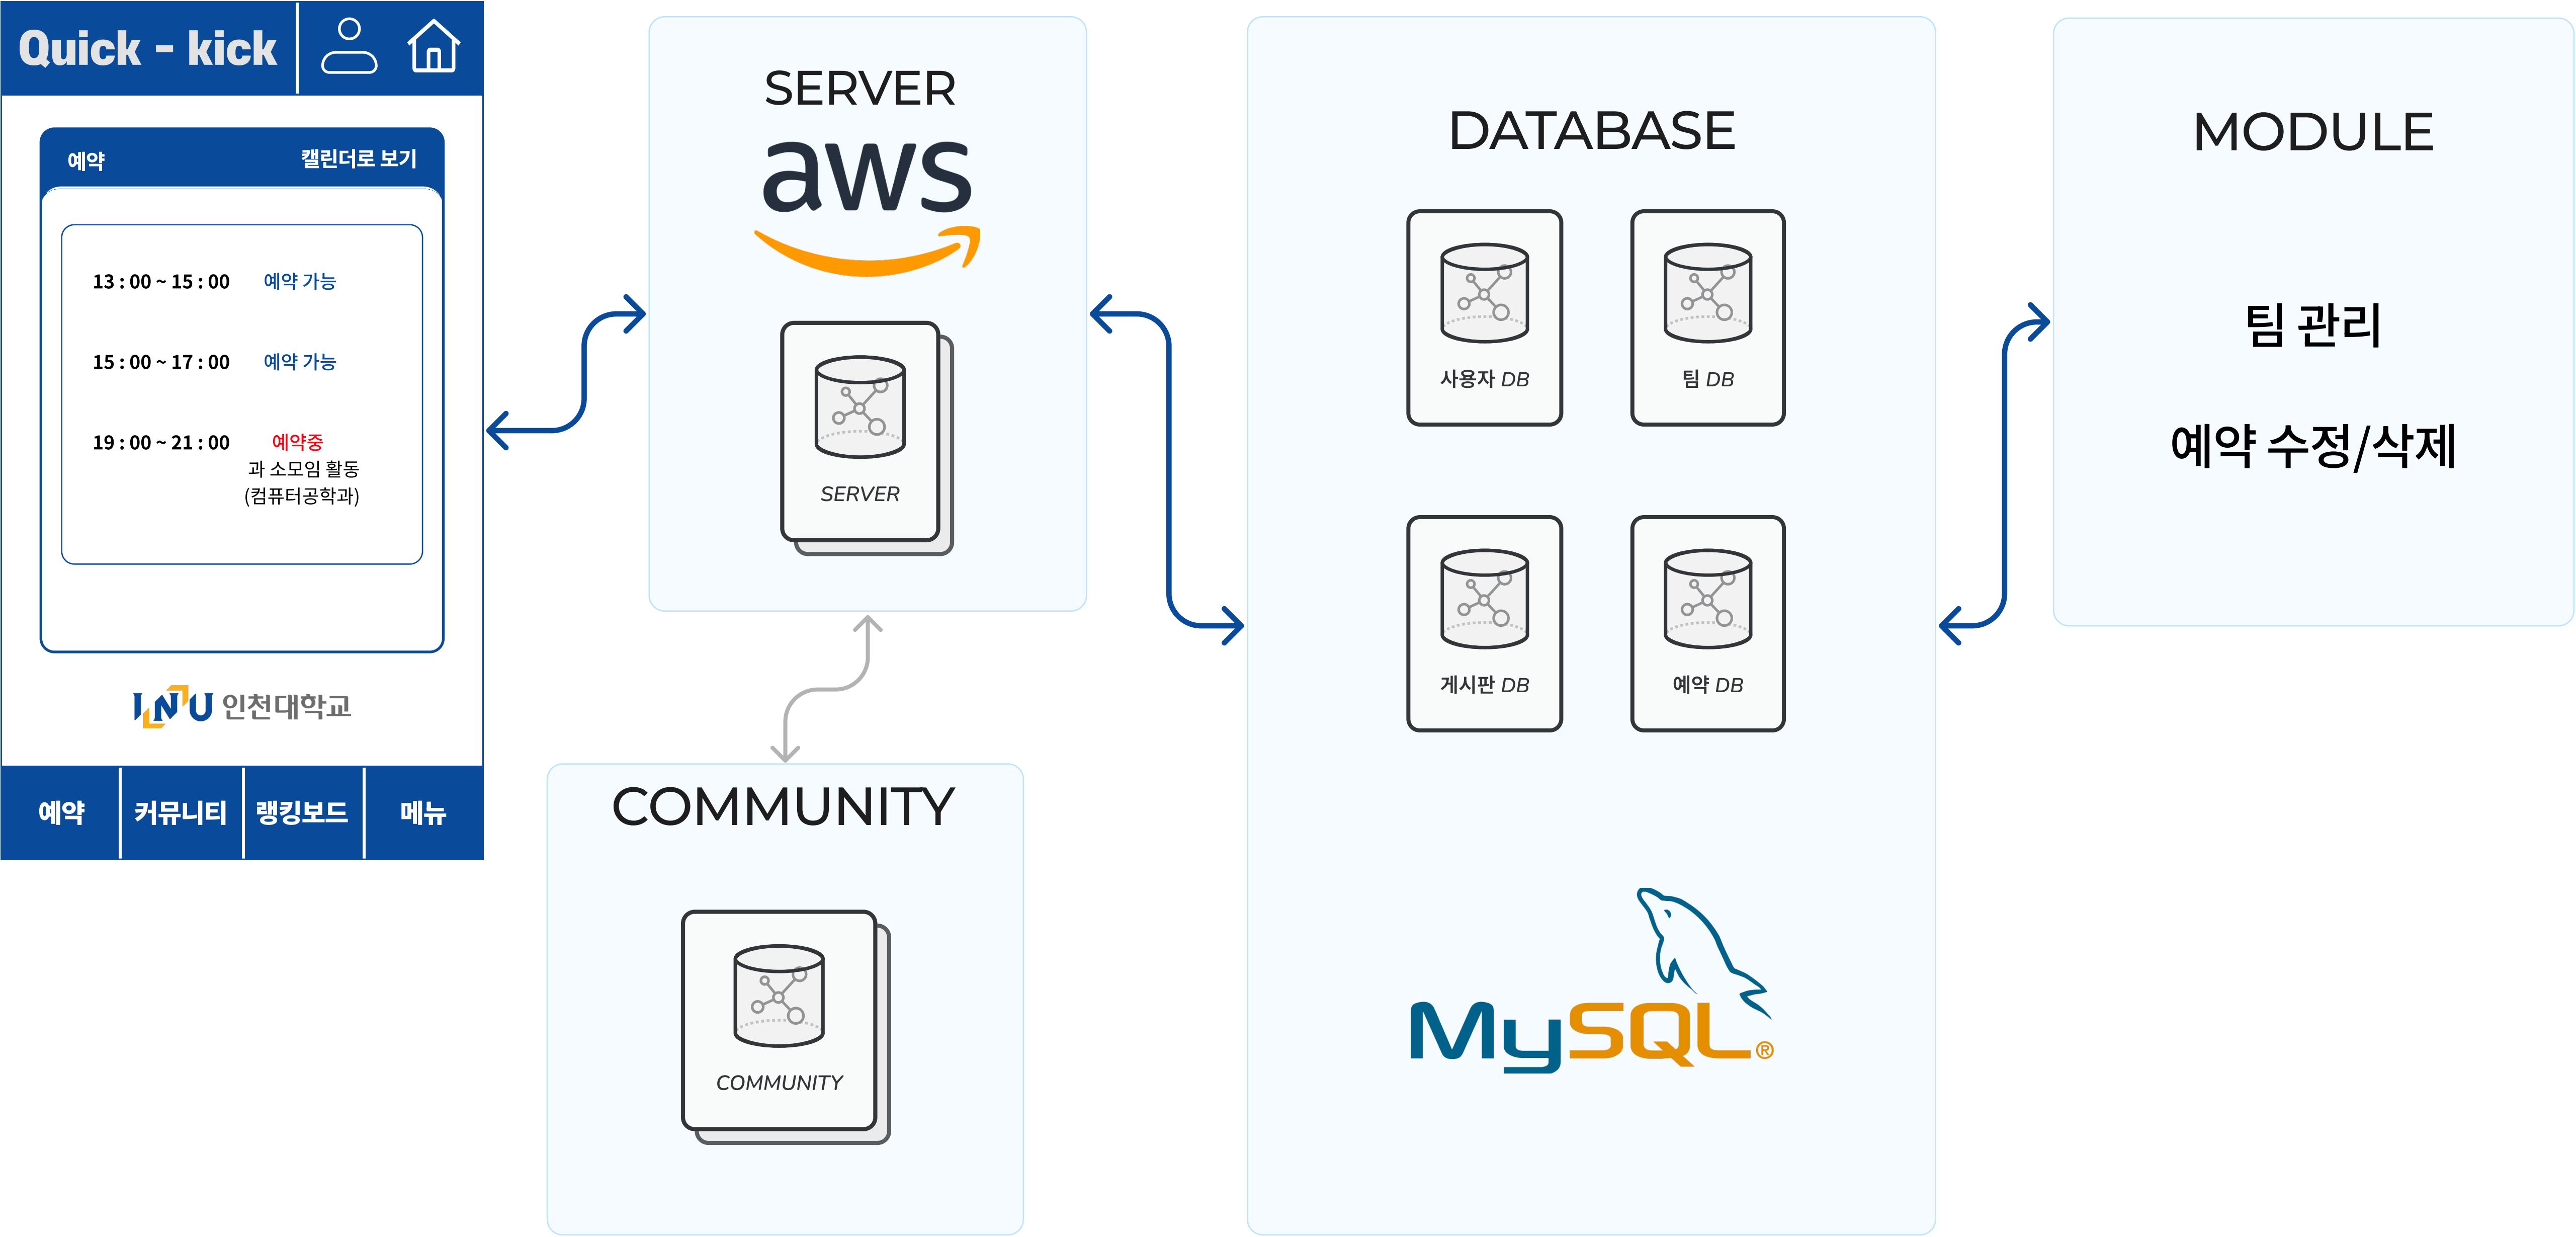 Quick - kick
예약 캘린더로 보기
13 : 00 ~ 15 : 00 예약 가능
15 : 00 ~ 17 : 00 예약 가능
19 : 00 ~ 21 : 00 예약중
과 소모임 활동
(컴퓨터공학과)
INU 인천대학교
예약 커뮤니티 랭킹보드 메뉴
SERVER
aws
SERVER
COMMUNITY
COMMUNITY
DATABASE
사용자 DB 팀 DB
게시판 DB 예약 DB
MySQL®
MODULE
팀 관리
예약 수정/삭제